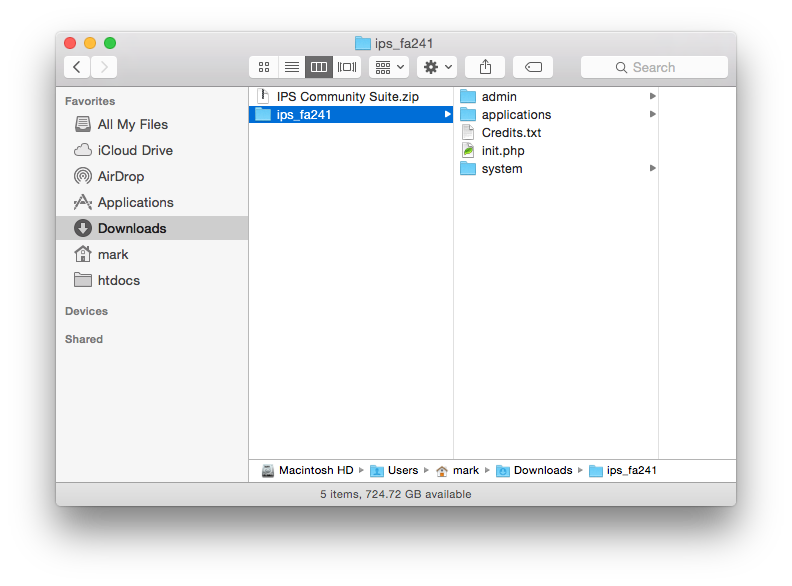 ips_fa241
Search
Favorites
All My Files
iCloud Drive
AirDrop
Applications
Downloads
mark
htdocs
Devices
Shared
IPS Community Suite.zip
ips_fa241
admin
applications
Credits.txt
init.php
system
Macintosh HD Users mark Downloads ips_fa241
5 items, 724.72 GB available